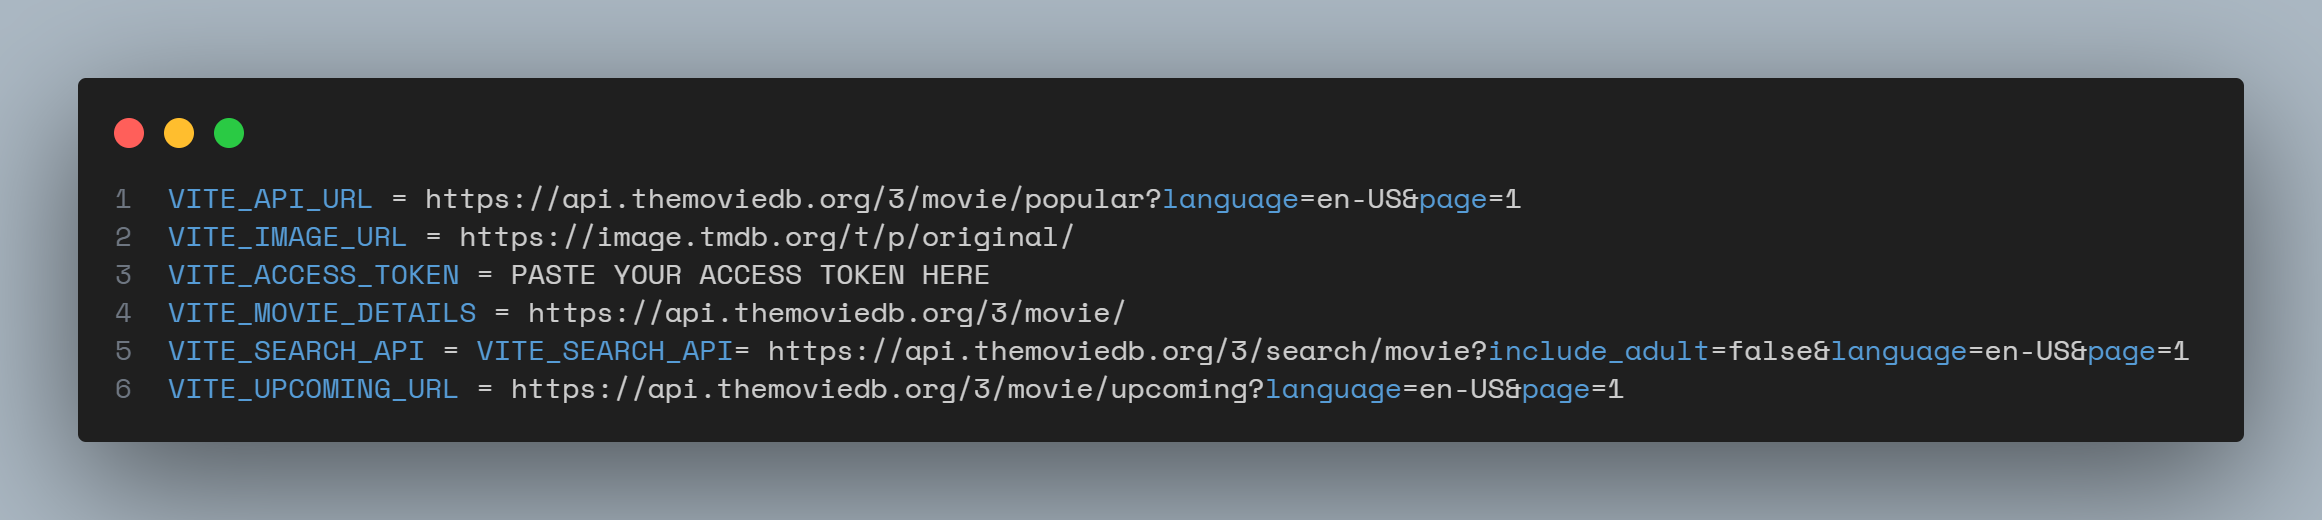 1 VITE_API_URL = https://api.themoviedb.org/3/movie/popular?language=en-US&page=1
2 VITE_IMAGE_URL = https://image.tmdb.org/t/p/original/
3 VITE_ACCESS_TOKEN = PASTE YOUR ACCESS TOKEN HERE
4 VITE_MOVIE_DETAILS = https://api.themoviedb.org/3/movie/
5 VITE_SEARCH_API = VITE_SEARCH_API= https://api.themoviedb.org/3/search/movie?include_adult=false&language=en-US&page=1
6 VITE_UPCOMING_URL = https://api.themoviedb.org/3/movie/upcoming?language=en-US&page=1